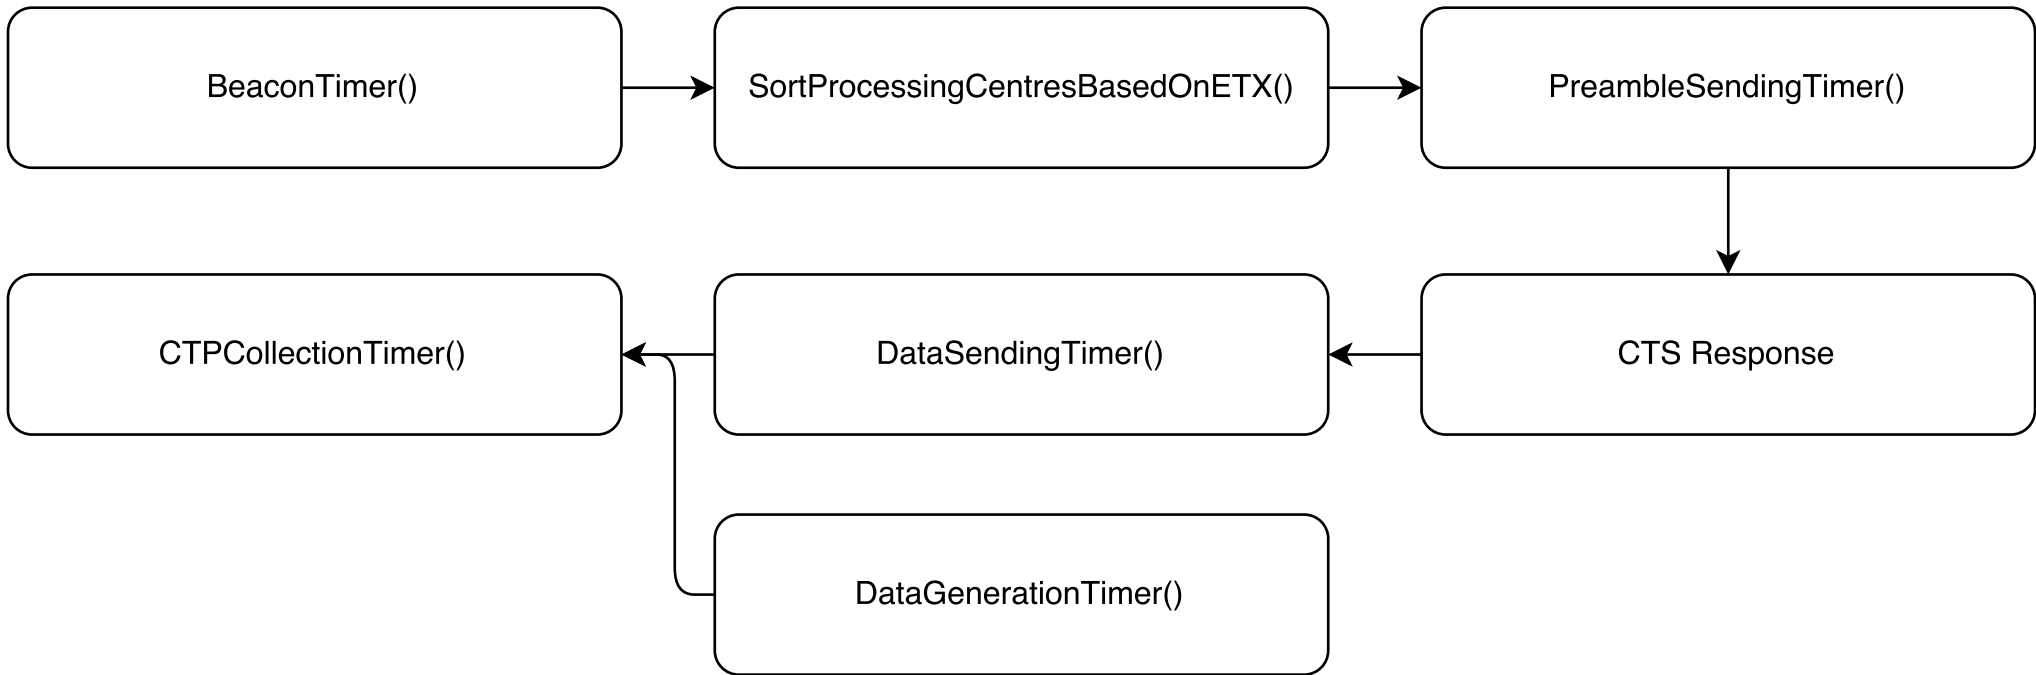 BeaconTimer()
SortProcessingCentresBasedOnETX()
PreambleSendingTimer()
CTPCollectionTimer()
DataSendingTimer()
CTS Response
DataGenerationTimer()